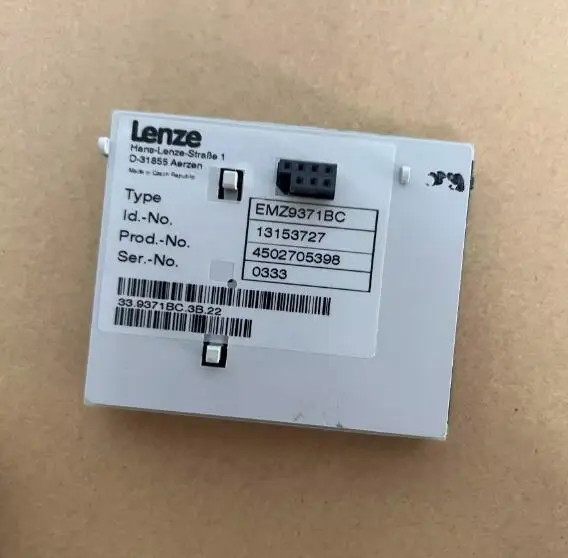 Lenze
Hans-Lenze-Straße 1
D-31855 Aerzen
Made in Czech Republic
Type EMZ9371BC
Id.-No. 13153727
Prod.-No. 4502705398
Ser.-No. 0333
33.9371BC.3B.22